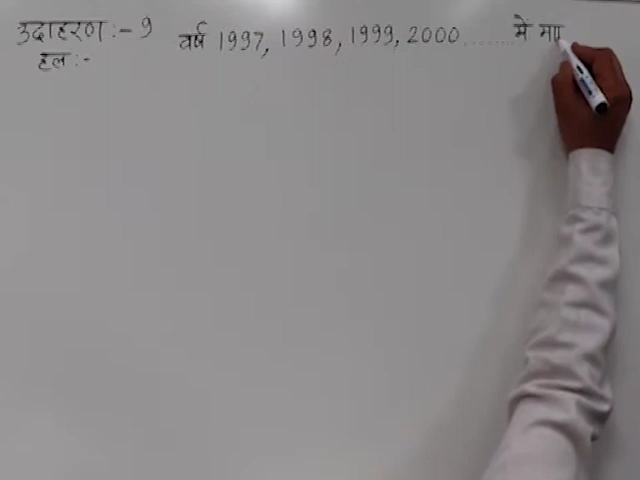 उदाहरण :- 9 वर्ष 1997, 1998, 1999, 2000 ........ में
हल :-